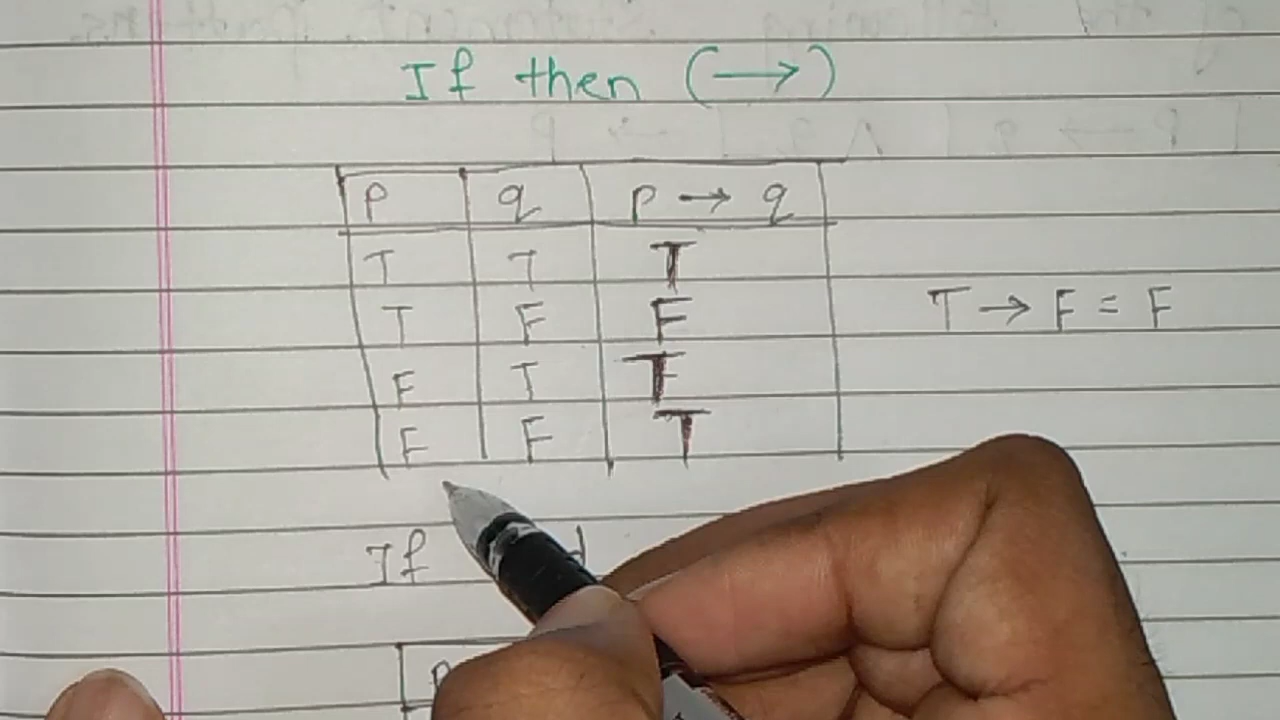 If then (→)
p q p → q
T T T
T F F
T → F = F
F T T
F F T
If